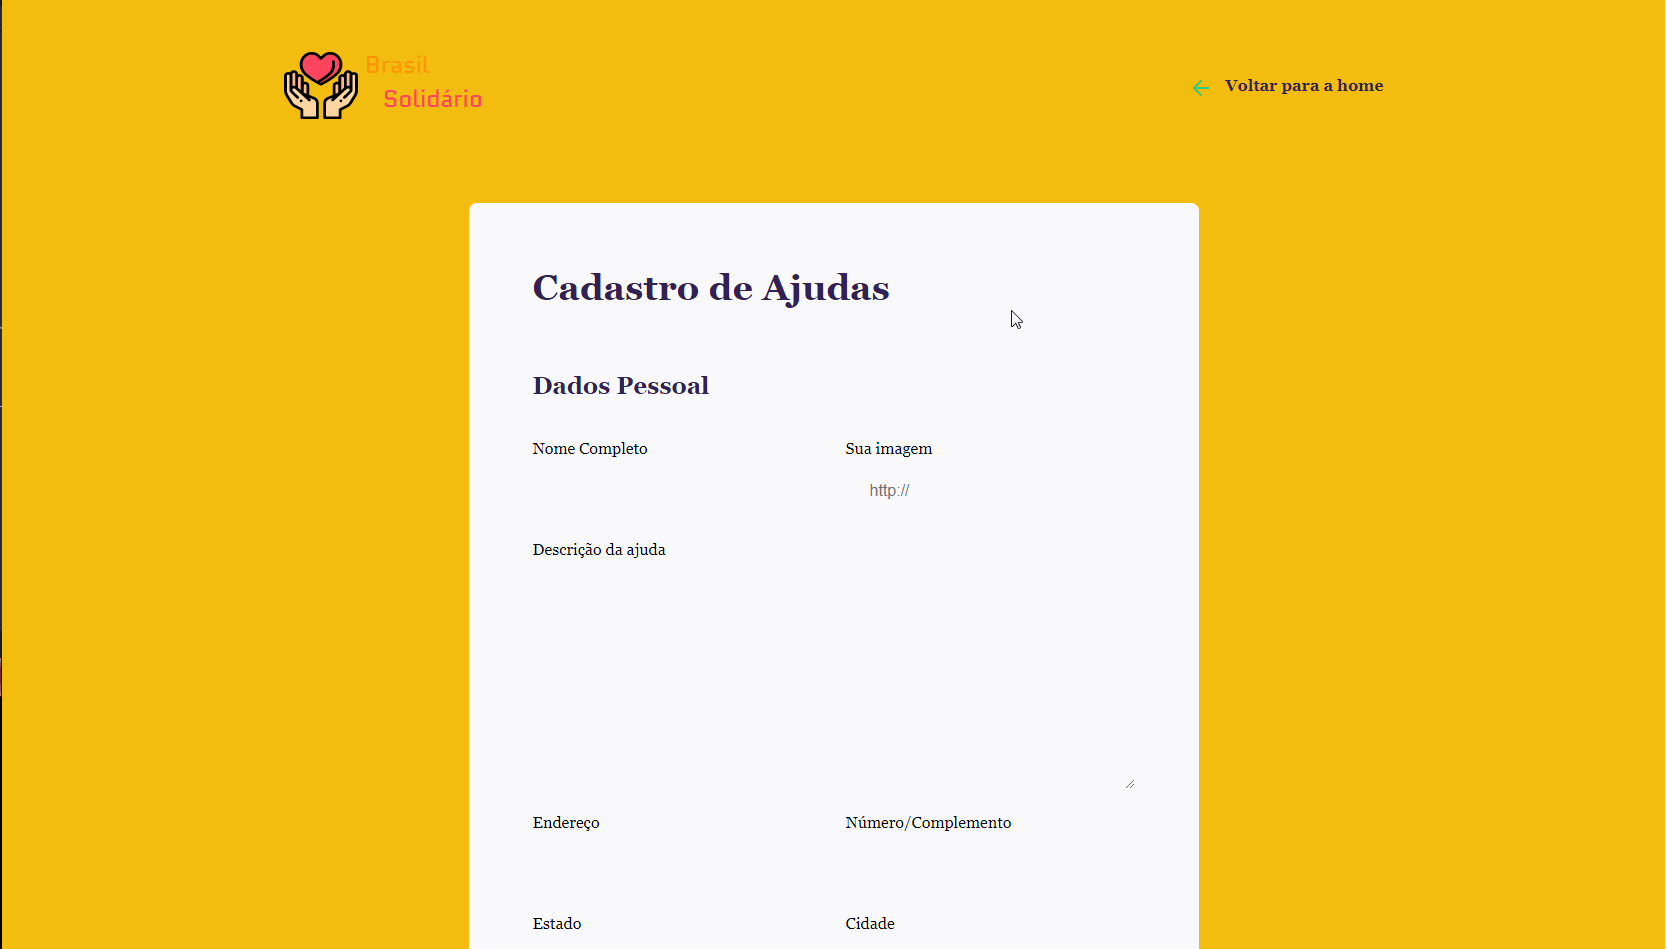 Brasil
Solidário
Voltar para a home
Cadastro de Ajudas
Dados Pessoal
Nome Completo
Sua imagem
http://
Descrição da ajuda
Endereço
Número/Complemento
Estado
Cidade